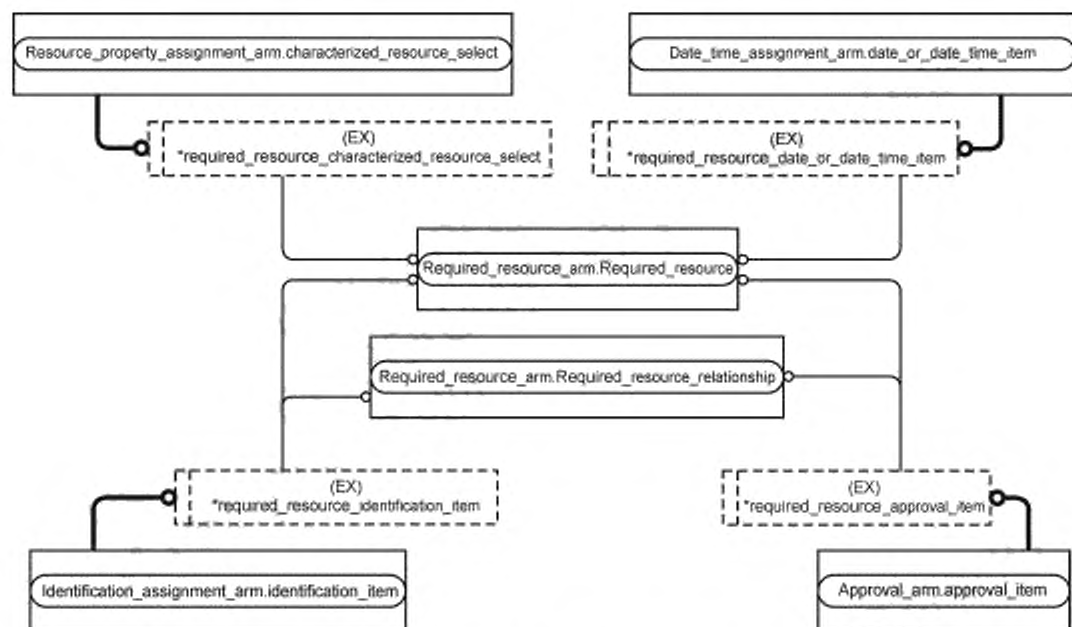 Resource_property_assignment_arm.characterized_resource_select
Date_time_assignment_arm.date_or_date_time_item
(EX)
*required_resource_characterized_resource_select
(EX)
*required_resource_date_or_date_time_item
Required_resource_arm.Required_resource
Required_resource_arm.Required_resource_relationship
(EX)
*required_resource_identification_item
(EX)
*required_resource_approval_item
Identification_assignment_arm.identification_item
Approval_arm.approval_item